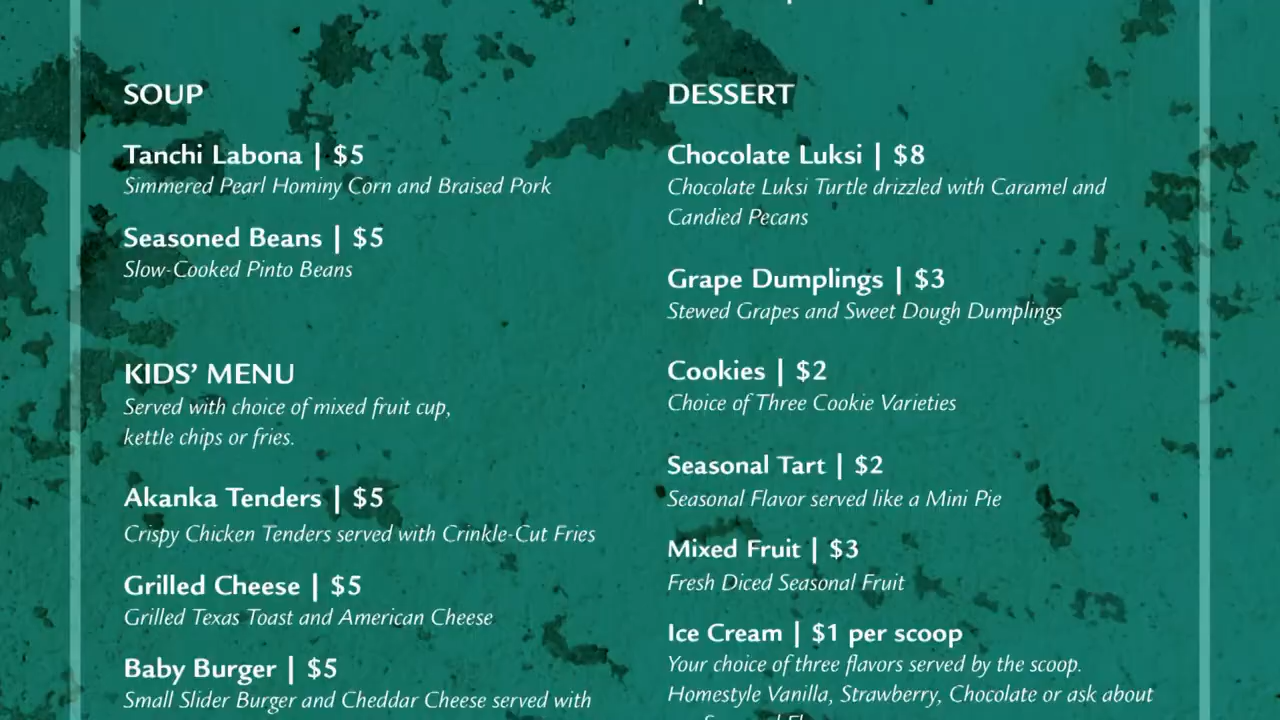 SOUP
Tanchi Labona | $5
Simmered Pearl Hominy Corn and Braised Pork
Seasoned Beans | $5
Slow-Cooked Pinto Beans
KIDS' MENU
Served with choice of mixed fruit cup,
kettle chips or fries.
Akanka Tenders | $5
Crispy Chicken Tenders served with Crinkle-Cut Fries
Grilled Cheese | $5
Grilled Texas Toast and American Cheese
Baby Burger | $5
Small Slider Burger and Cheddar Cheese served with
DESSERT
Chocolate Luksi | $8
Chocolate Luksi Turtle drizzled with Caramel and
Candied Pecans
Grape Dumplings | $3
Stewed Grapes and Sweet Dough Dumplings
Cookies | $2
Choice of Three Cookie Varieties
Seasonal Tart | $2
Seasonal Flavor served like a Mini Pie
Mixed Fruit | $3
Fresh Diced Seasonal Fruit
Ice Cream | $1 per scoop
Your choice of three flavors served by the scoop.
Homestyle Vanilla, Strawberry, Chocolate or ask about